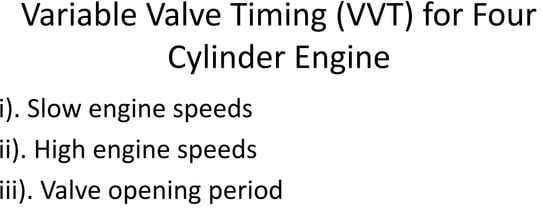 Variable Valve Timing (VVT) for Four
Cylinder Engine
i). Slow engine speeds
ii). High engine speeds
iii). Valve opening period